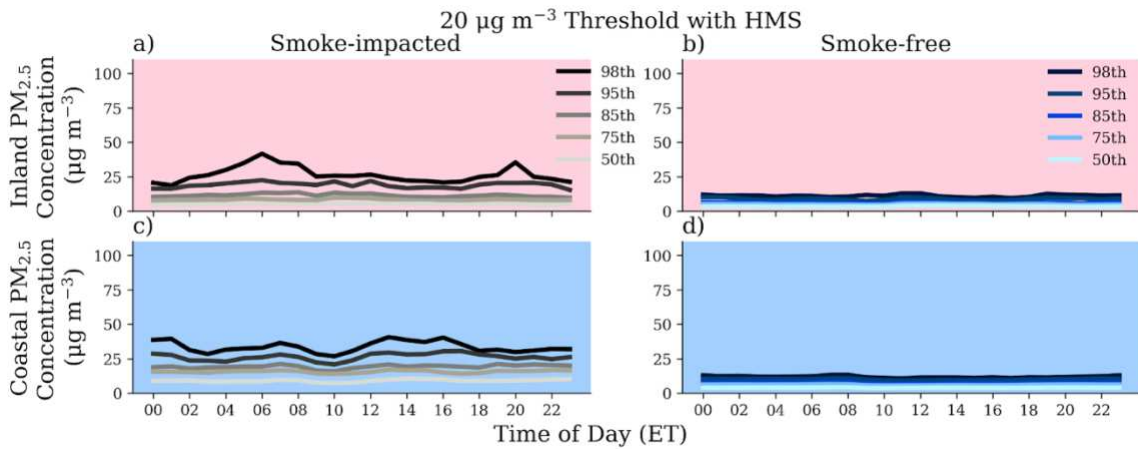 20 μg m⁻³ Threshold with HMS
a)
Smoke-impacted
b)
Smoke-free
Inland PM₂.₅
Concentration
(μg m⁻³)
100
75
50
25
0
98th
95th
85th
75th
50th
98th
95th
85th
75th
50th
100
75
50
25
0
c)
d)
Coastal PM₂.₅
Concentration
(μg m⁻³)
100
75
50
25
0
100
75
50
25
0
00 02 04 06 08 10 12 14 16 18 20 22
00 02 04 06 08 10 12 14 16 18 20 22
Time of Day (ET)